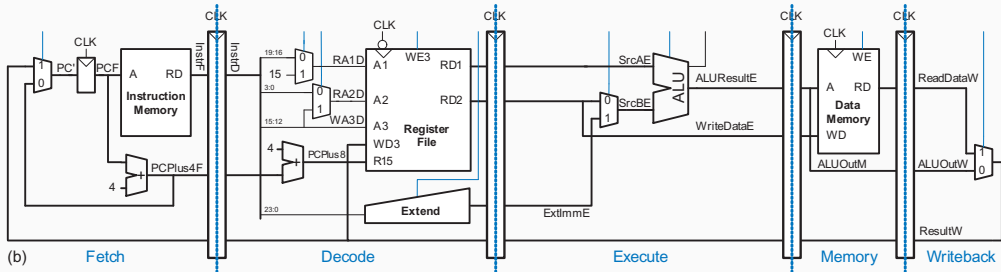 CLK CLK CLK CLK
CLK CLK CLK
1 0 PC' PCF A RD InstrF InstrD
Instruction Memory
4 + PCPlus4F
19:16 15 0 1 RA1D A1 WE3 RD1
3:0 0 1 RA2D A2 RD2
15:12 WA3D A3
Register File
WD3
4 + PCPlus8 R15
23:0 Extend ExtImmE
SrcAE ALU ALUResultE
0 1 SrcBE
WriteDataE
WE
A RD ReadDataW
Data Memory
WD
ALUOutM ALUOutW 1 0
ResultW
(b) Fetch Decode Execute Memory Writeback